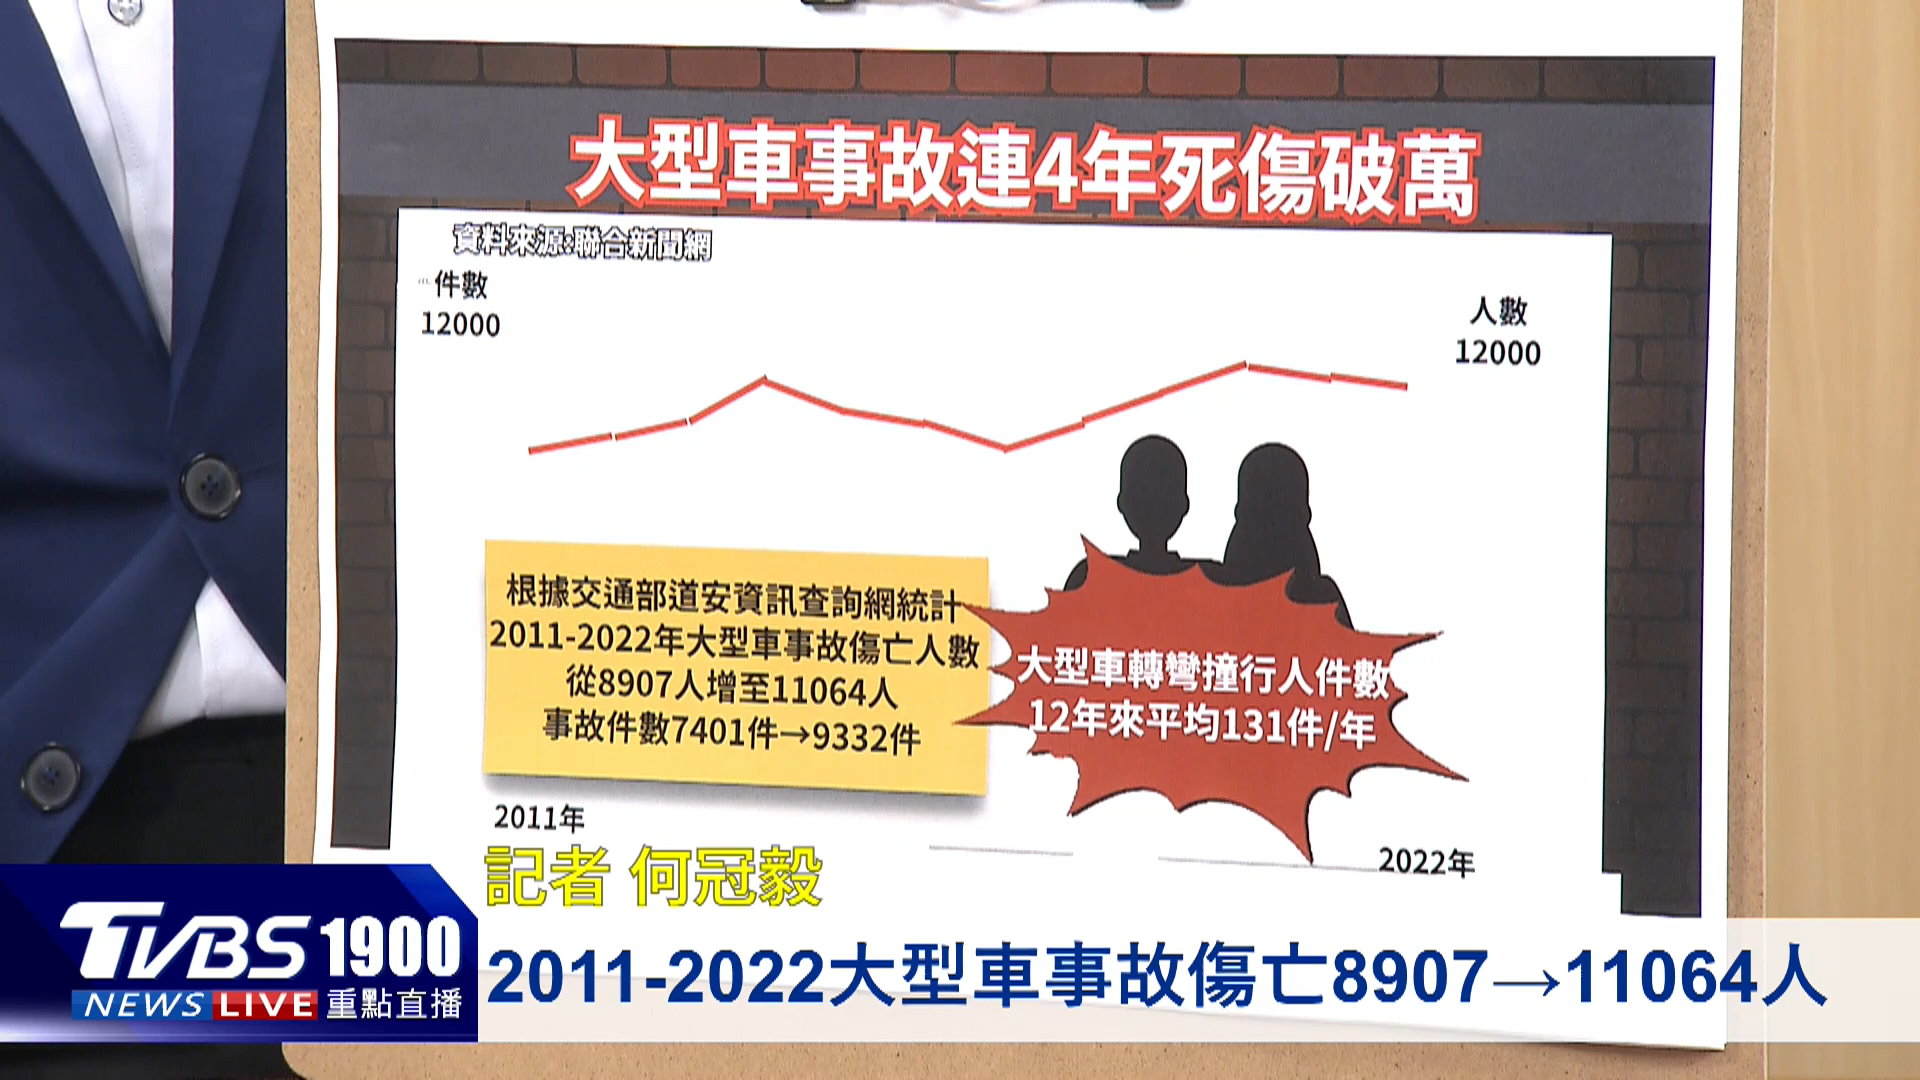 大型車事故連4年死傷破萬
資料來源:聯合新聞網
件數
12000
人數
12000
根據交通部道安資訊查詢網統計
2011-2022年大型車事故傷亡人數
從8907人增至11064人
事故件數7401件→9332件
大型車轉彎撞行人件數
12年來平均131件/年
2011年
2022年
記者 何冠毅
TVBS 1900
NEWS LIVE 重點直播
2011-2022大型車事故傷亡8907→11064人